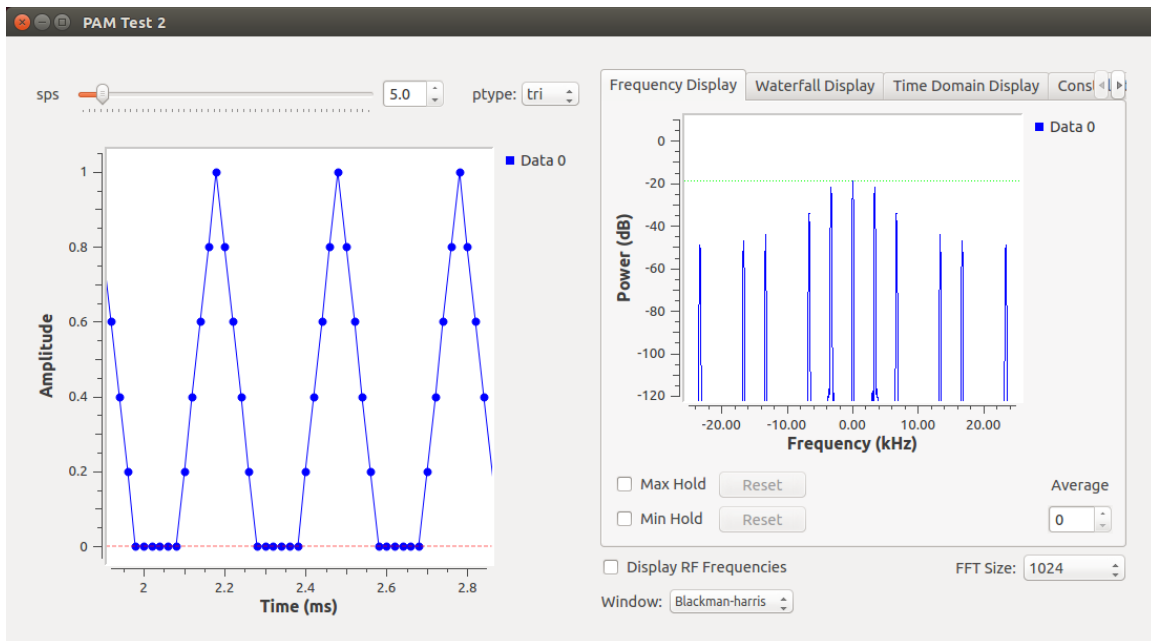 PAM Test 2
sps
5.0
ptype: tri
Data 0
1
0.8
0.6
0.4
0.2
0
Amplitude
2
2.2
2.4
2.6
2.8
Time (ms)
Frequency Display
Waterfall Display
Time Domain Display
Data 0
0
-20
-40
-60
-80
-100
-120
Power (dB)
-20.00
-10.00
0.00
10.00
20.00
Frequency (kHz)
Max Hold
Reset
Average
Min Hold
Reset
0
Display RF Frequencies
FFT Size: 1024
Window: Blackman-harris